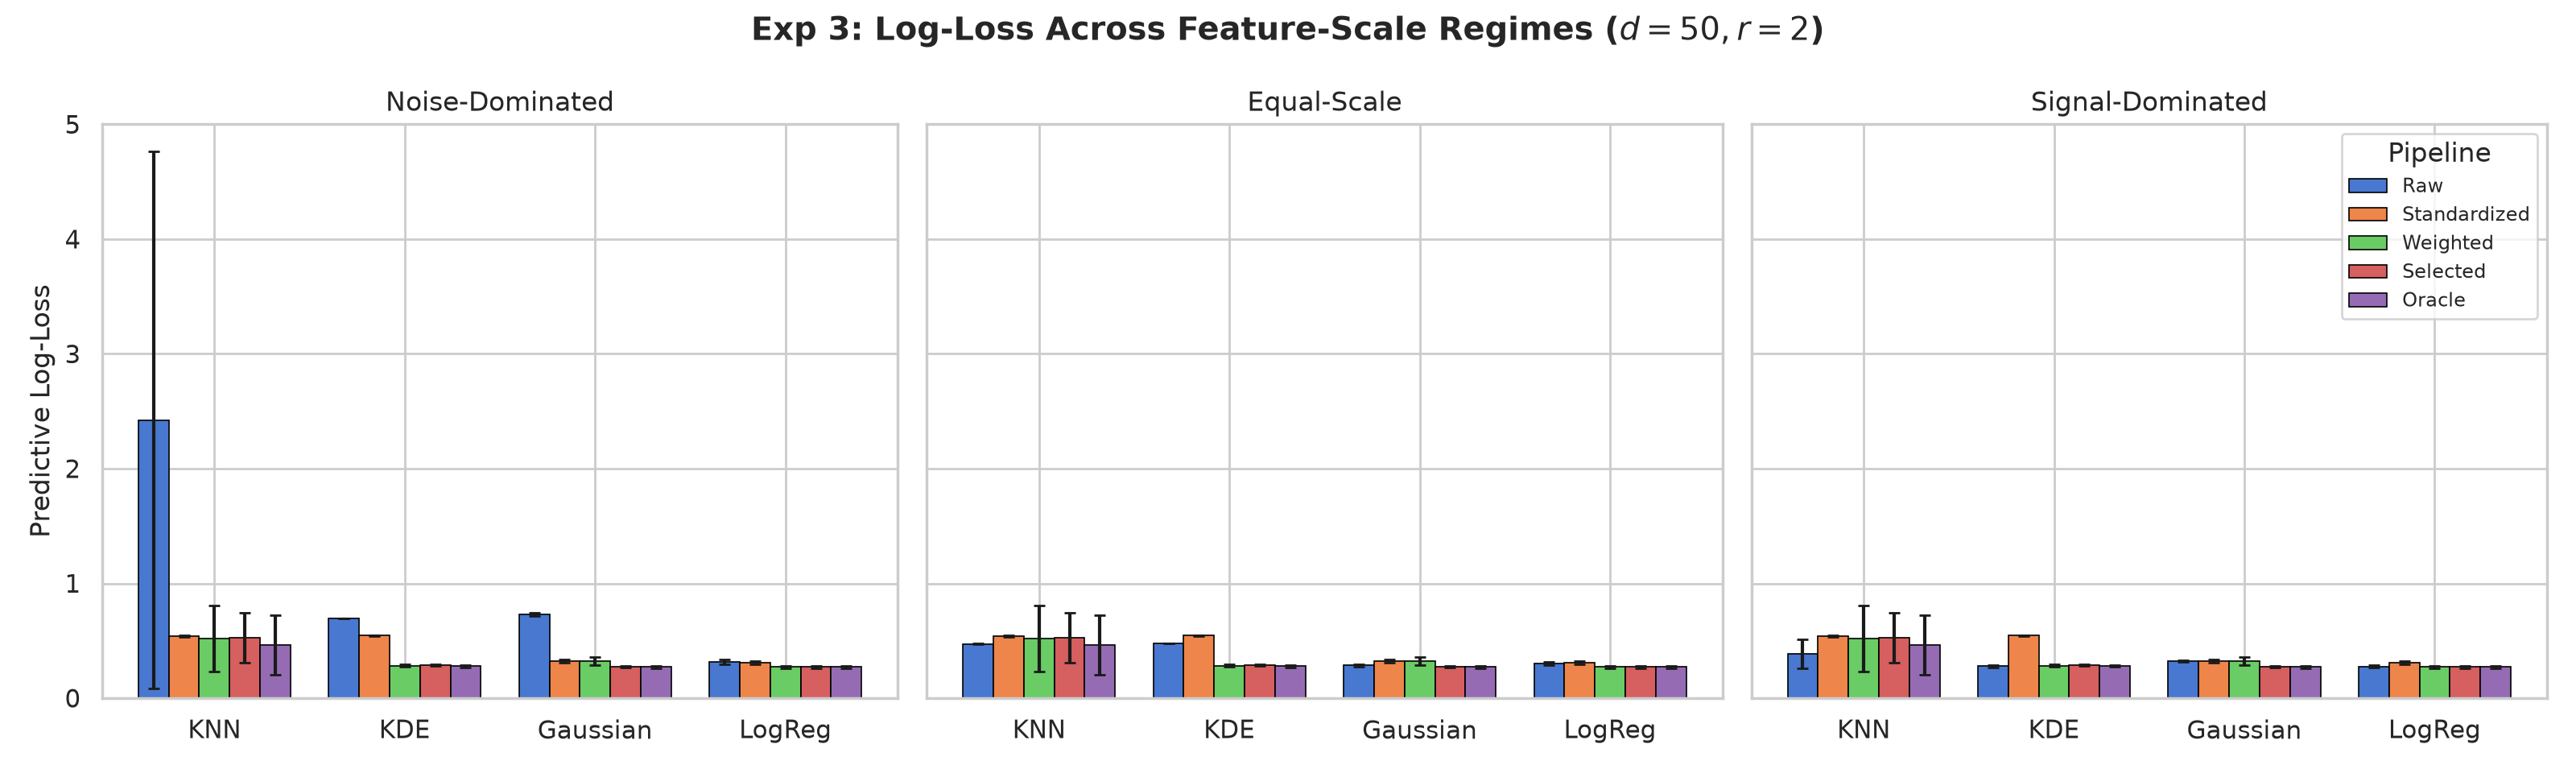 Exp 3: Log-Loss Across Feature-Scale Regimes (d = 50, r = 2)
Noise-Dominated
Equal-Scale
Signal-Dominated
Predictive Log-Loss
5
4
3
2
1
0
Pipeline
Raw
Standardized
Weighted
Selected
Oracle
KNN KDE Gaussian LogReg
KNN KDE Gaussian LogReg
KNN KDE Gaussian LogReg